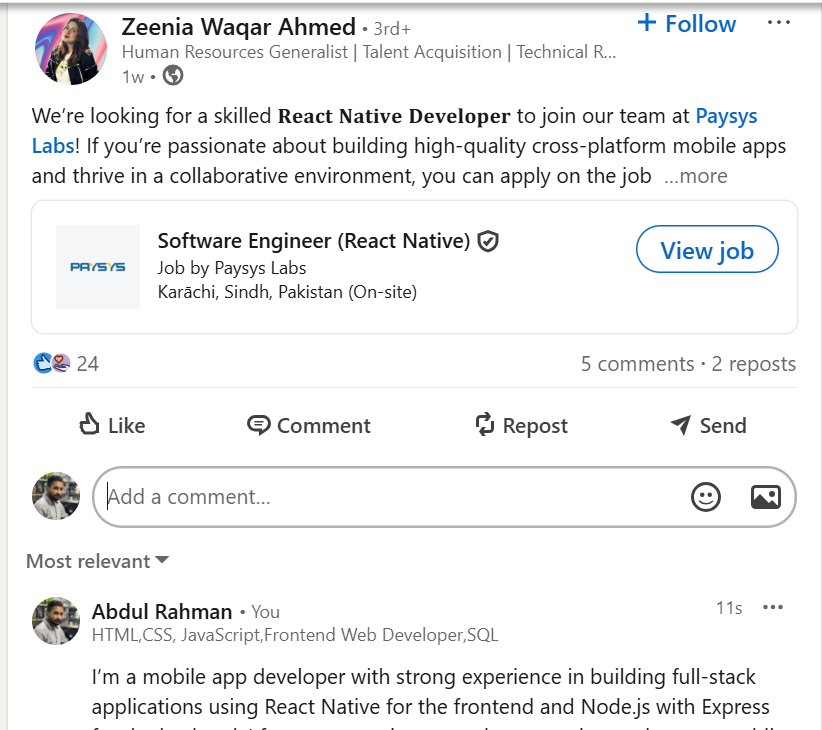 Zeenia Waqar Ahmed • 3rd+
+ Follow
Human Resources Generalist | Talent Acquisition | Technical R...
1w •
We’re looking for a skilled React Native Developer to join our team at Paysys
Labs! If you’re passionate about building high-quality cross-platform mobile apps
and thrive in a collaborative environment, you can apply on the job ...more
PAYSYS
Software Engineer (React Native)
Job by Paysys Labs
Karāchi, Sindh, Pakistan (On-site)
View job
24
5 comments · 2 reposts
Like
Comment
Repost
Send
Add a comment...
Most relevant
Abdul Rahman • You
11s
HTML,CSS, JavaScript,Frontend Web Developer,SQL
I’m a mobile app developer with strong experience in building full-stack
applications using React Native for the frontend and Node.js with Express